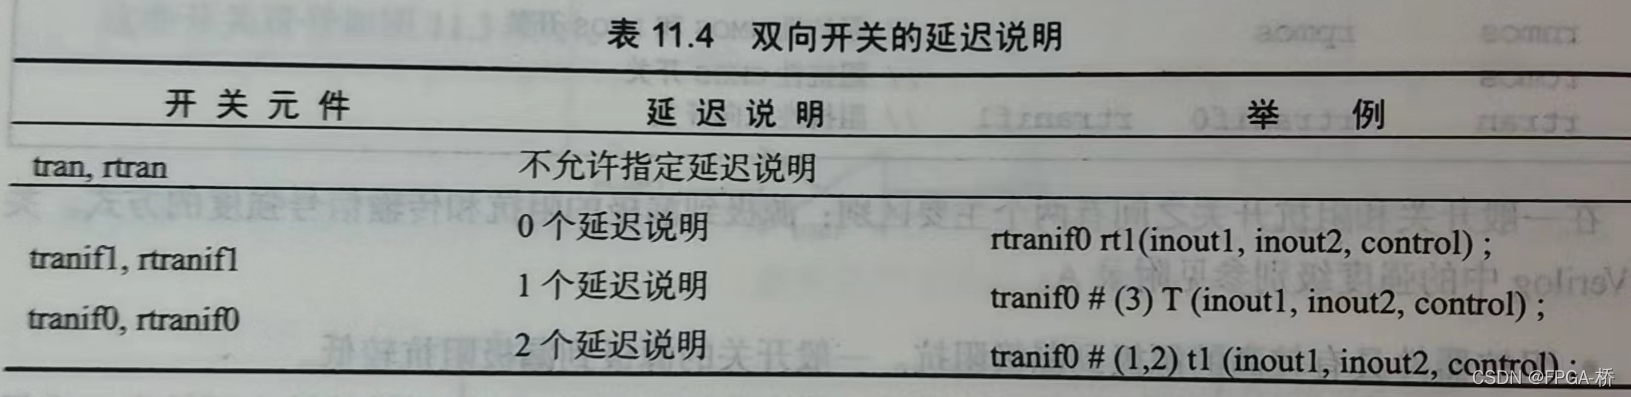 表 11.4 双向开关的延迟说明
开关元件 延迟说明 举例
tran, rtran 不允许指定延迟说明
0 个延迟说明 rtranif0 rt1(inout1, inout2, control) ;
tranif1, rtranif1
1 个延迟说明 tranif0 # (3) T (inout1, inout2, control) ;
tranif0, rtranif0
2 个延迟说明 tranif0 # (1,2) t1 (inout1, inout2, control) ;
CSDN @FPGA-桥